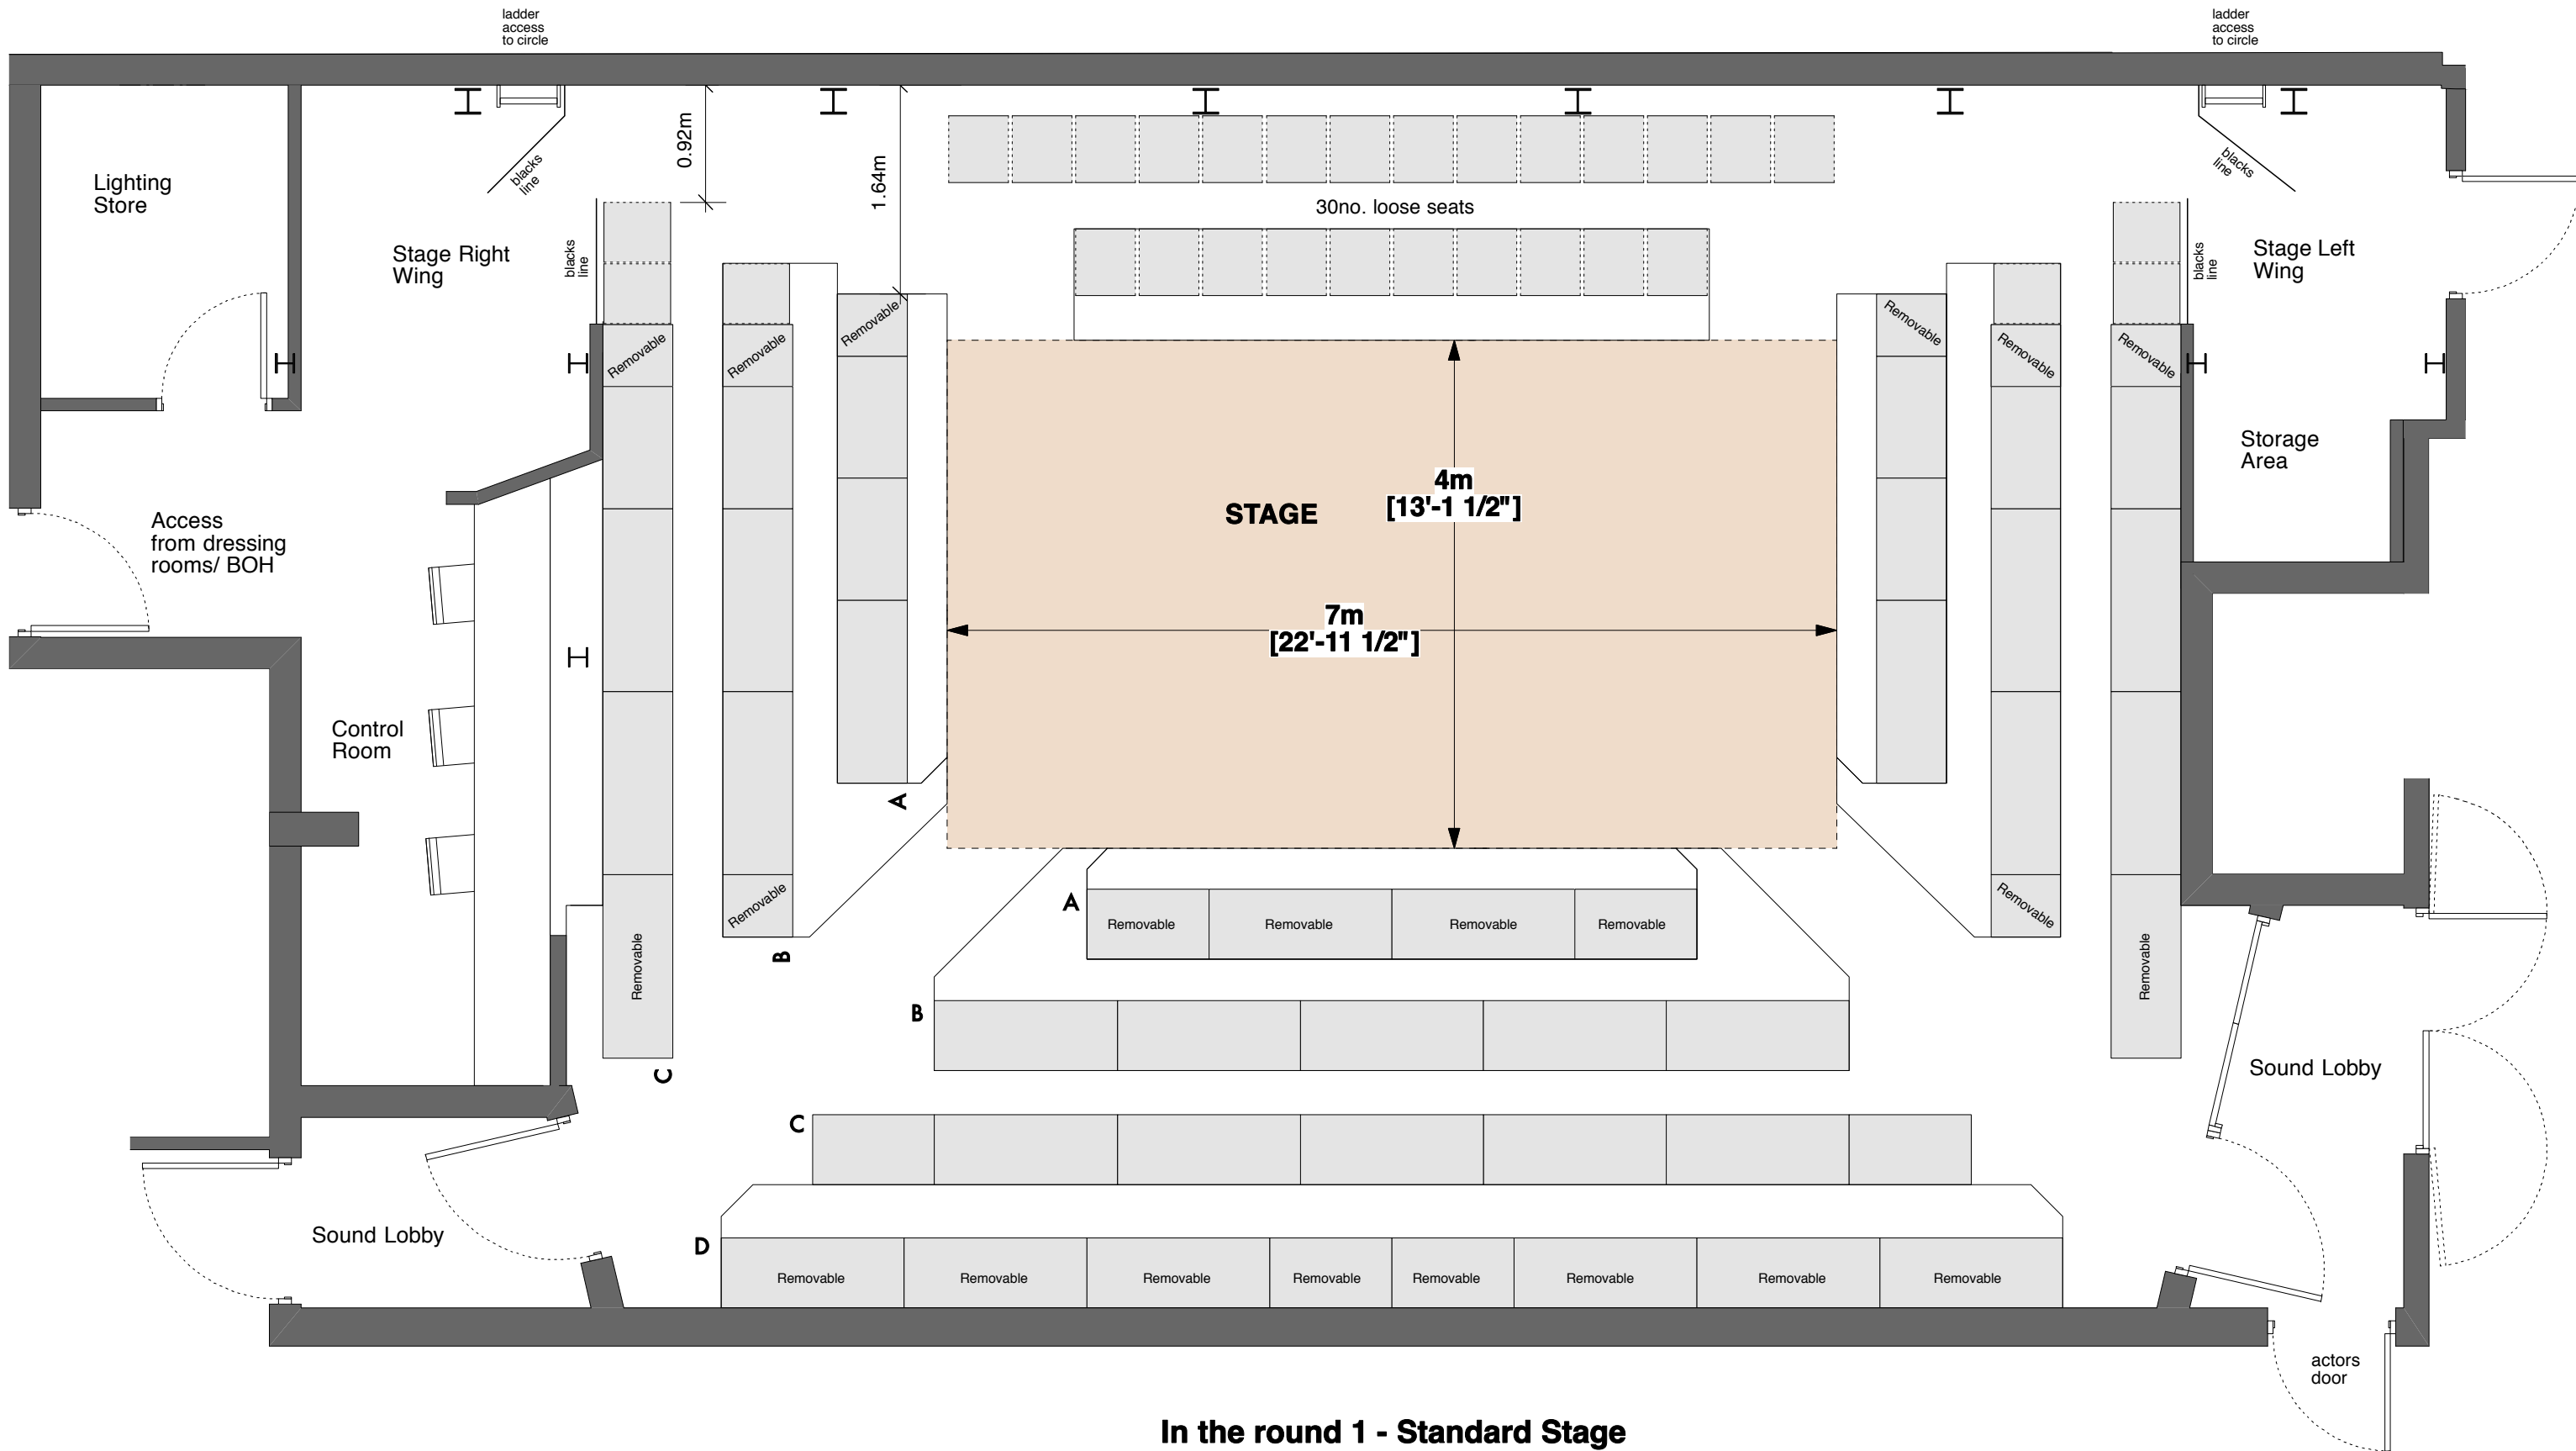 ladder
access
to circle
ladder
access
to circle
0.92m
1.64m
blacks
line
blacks
line
Lighting
Store
30no. loose seats
Stage Right
Wing
blacks
line
blacks
line
Stage Left
Wing
Removable
Removable
Removable
Removable
Removable
Removable
Storage
Area
4m
[13'-1 1/2"]
STAGE
Access
from dressing
rooms/ BOH
7m
[22'-11 1/2"]
Control
Room
A
A
Removable
Removable
Removable
Removable
Removable
Removable
B
Removable
Removable
B
C
Sound Lobby
C
Sound Lobby
D
Removable
Removable
Removable
Removable
Removable
Removable
Removable
Removable
actors
door
In the round 1 - Standard Stage